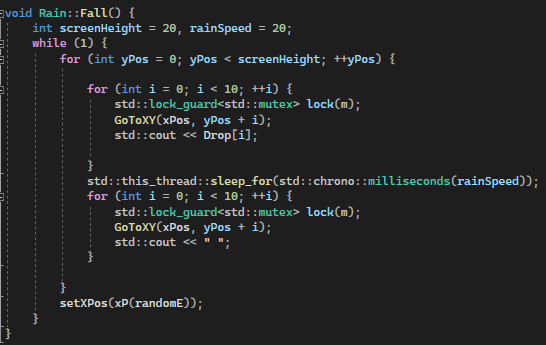 void Rain::Fall() {
    int screenHeight = 20, rainSpeed = 20;
    while (1) {
        for (int yPos = 0; yPos < screenHeight; ++yPos) {

            for (int i = 0; i < 10; ++i) {
                std::lock_guard<std::mutex> lock(m);
                GoToXY(xPos, yPos + i);
                std::cout << Drop[i];

            }
            std::this_thread::sleep_for(std::chrono::milliseconds(rainSpeed));
            for (int i = 0; i < 10; ++i) {
                std::lock_guard<std::mutex> lock(m);
                GoToXY(xPos, yPos + i);
                std::cout << " ";
            }

        }
        setXPos(xP(randomE));
    }
}